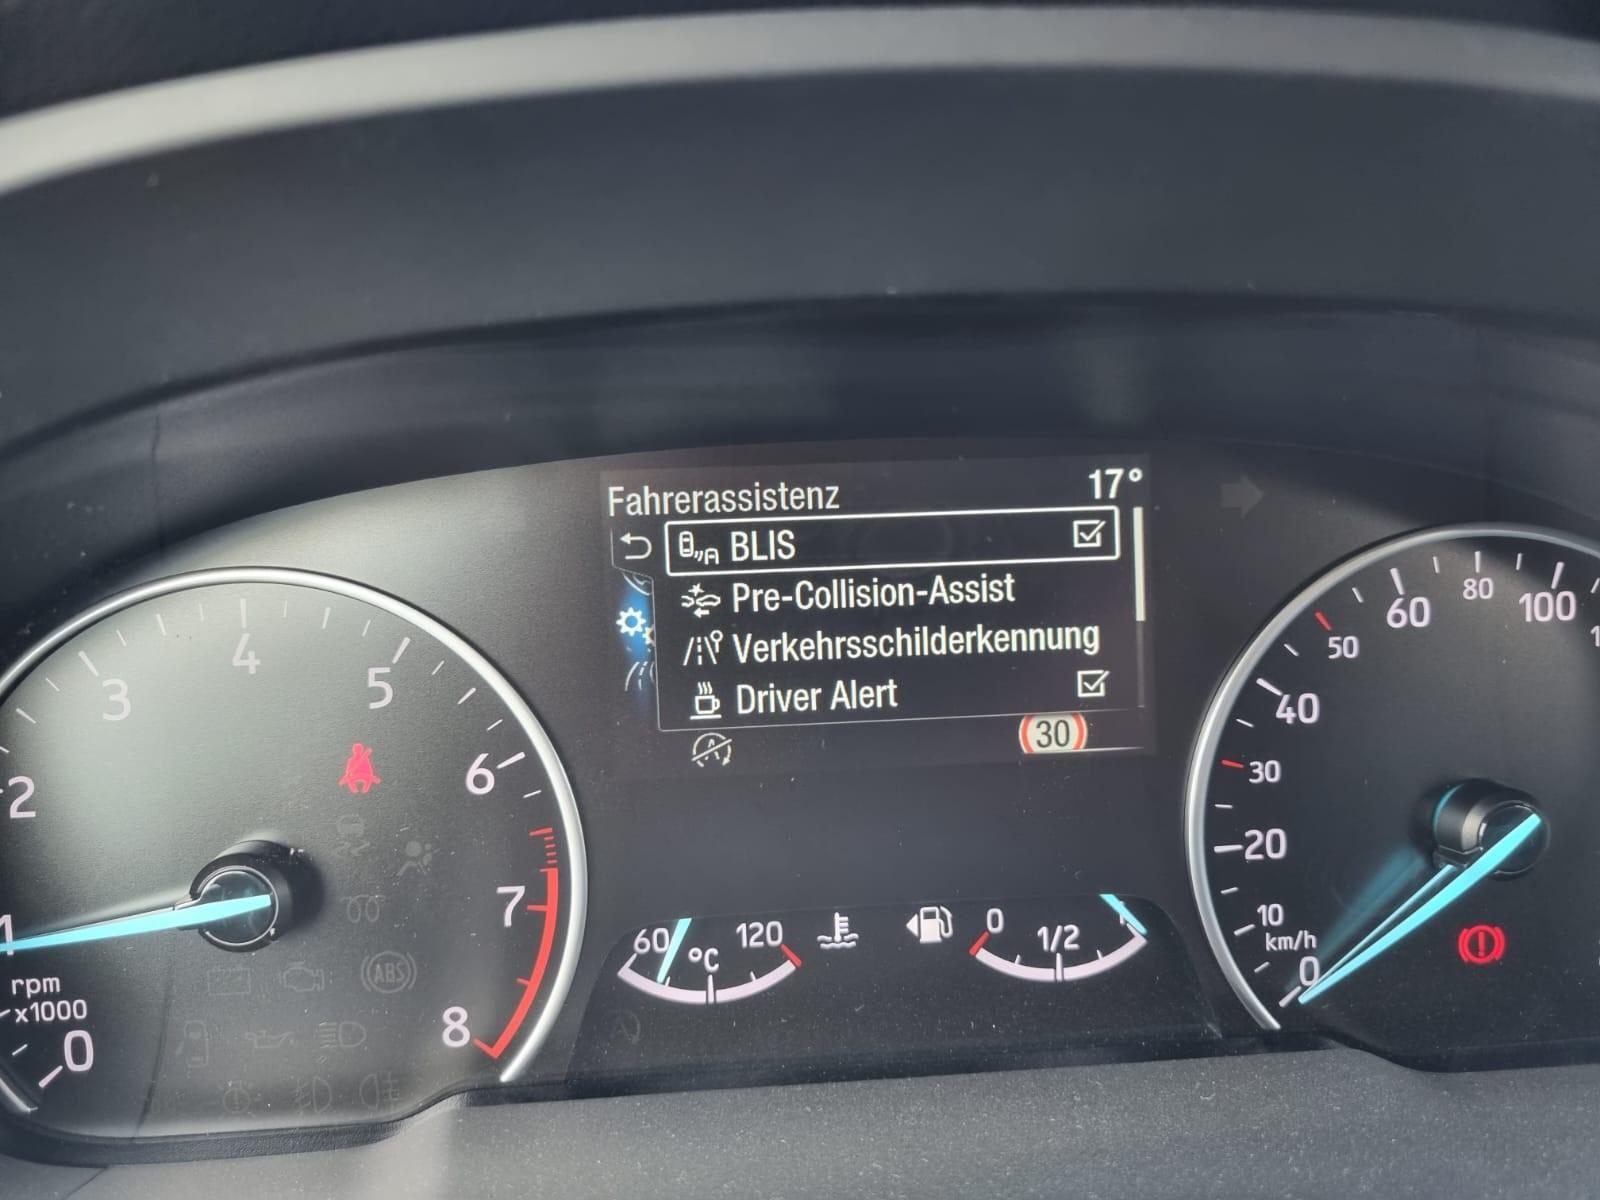 Fahrerassistenz 17°
BLIS
Pre-Collision-Assist
Verkehrsschilderkennung
Driver Alert
A 30
1 2 3 4 5 6 7 8
rpm
x1000
0
ABS
60 °C 120
0 1/2 1
0 10 20 30 40 50 60 80 100
km/h